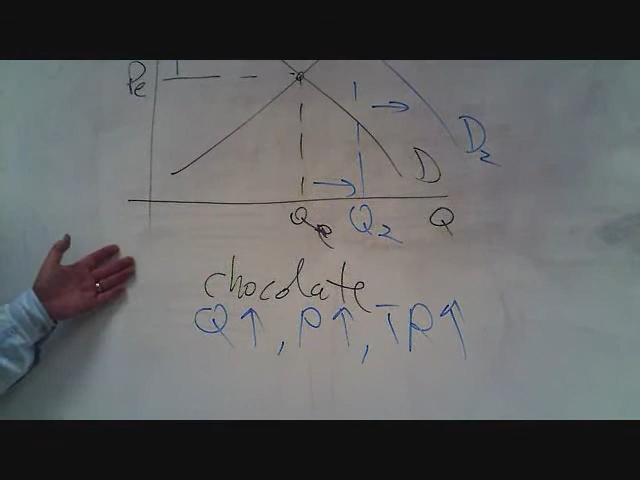 Pe
D₂
D
Qe Q₂ Q
chocolate
Q↑, P↑, TR↑